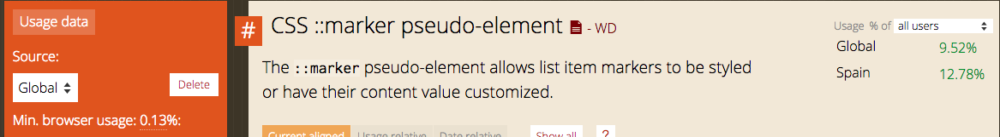 Usage data
Source:
Global
Delete
Min. browser usage: 0.13%:
# CSS ::marker pseudo-element - WD
The ::marker pseudo-element allows list item markers to be styled
or have their content value customized.
Usage % of all users
Global 9.52%
Spain 12.78%
Current aligned Usage relative Date relative Show all ?